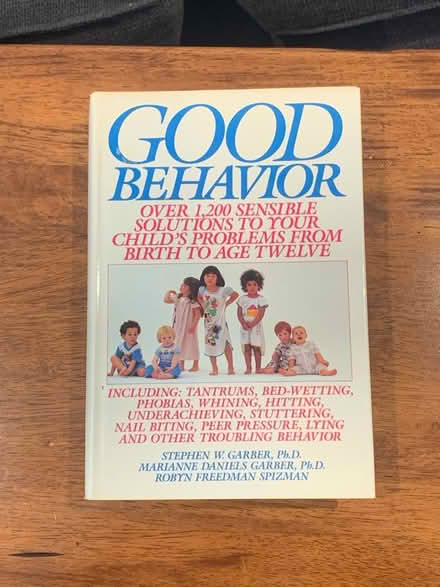 GOOD
BEHAVIOR
OVER 1,200 SENSIBLE
SOLUTIONS TO YOUR
CHILD'S PROBLEMS FROM
BIRTH TO AGE TWELVE
INCLUDING: TANTRUMS, BED-WETTING,
PHOBIAS, WHINING, HITTING,
UNDERACHIEVING, STUTTERING,
NAIL BITING, PEER PRESSURE, LYING
AND OTHER TROUBLING BEHAVIOR
STEPHEN W. GARBER, Ph.D.
MARIANNE DANIELS GARBER, Ph.D.
ROBYN FREEDMAN SPIZMAN